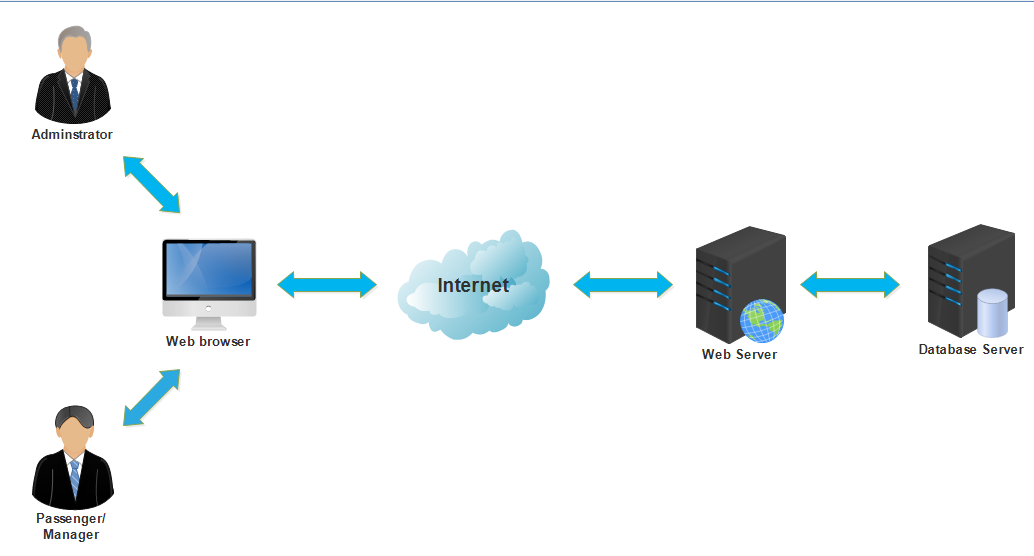 Adminstrator
Web browser
Internet
Web Server
Database Server
Passenger/
Manager